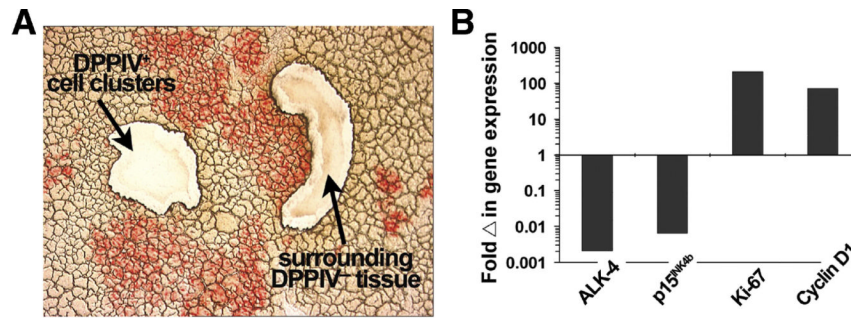 A
DPPIV+
cell clusters
surrounding
DPPIV− tissue
B
Fold △ in gene expression
1000
100
10
1
0.1
0.01
0.001
ALK-4
p15INK4b
Ki-67
Cyclin D1